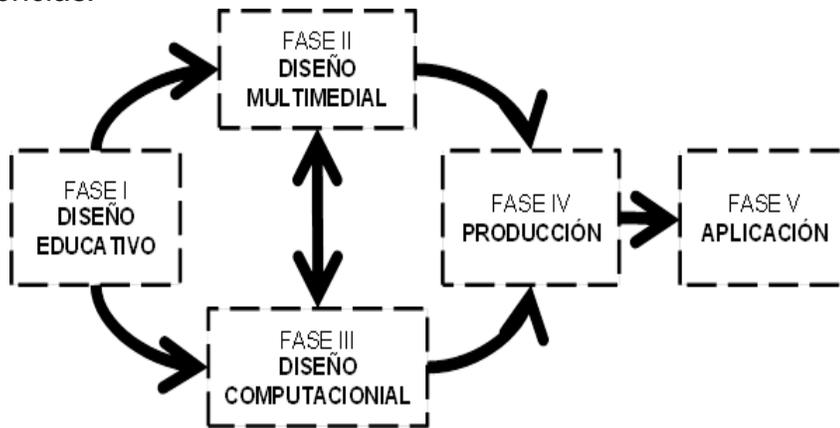 FASE II
DISEÑO
MULTIMEDIAL
FASE I
DISEÑO
EDUCATIVO
FASE IV
PRODUCCIÓN
FASE V
APLICACIÓN
FASE III
DISEÑO
COMPUTACIONIAL